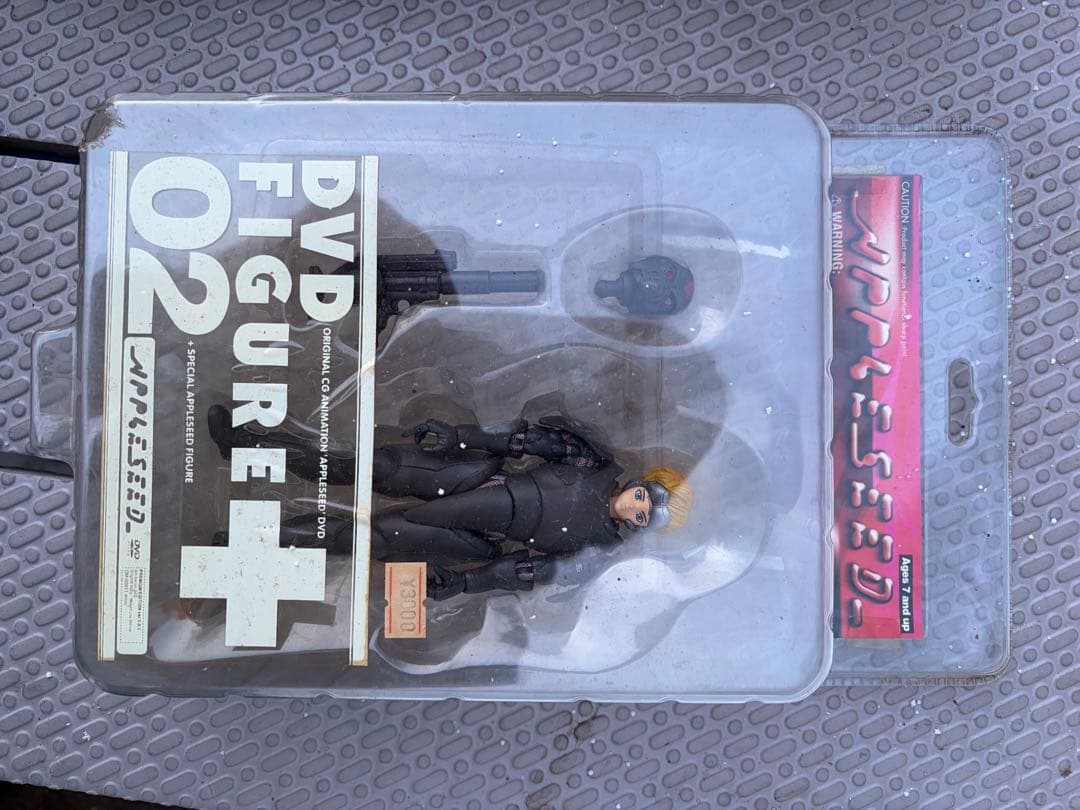 DVD
FIGURE
02
ORIGINAL CG ANIMATION "APPLESEED" DVD
+ SPECIAL APPLESEED FIGURE
APPLESEED
DVD
¥3000
CAUTION
⚠ WARNING:
APPLESEED
Ages 7 and up